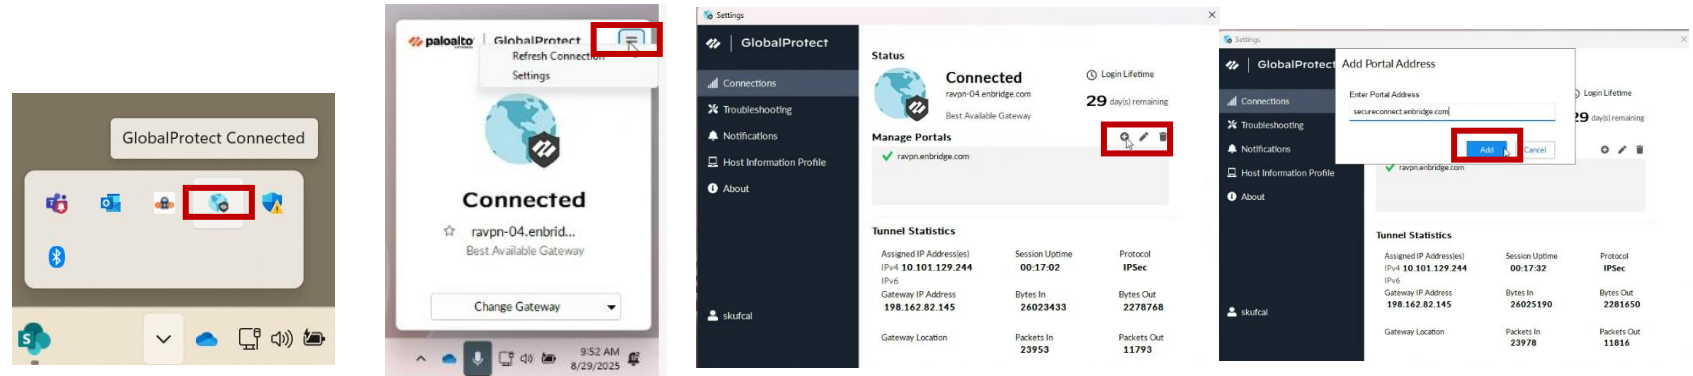 GlobalProtect Connected
paloalto
GlobalProtect
Refresh Connection
Settings
Connected
ravpn-04.enbrid...
Best Available Gateway
Change Gateway
9:52 AM
8/29/2025
Settings
GlobalProtect
Connections
Troubleshooting
Notifications
Host Information Profile
About
skufcal
Status
Connected
ravpn-04.enbridge.com
Best Available Gateway
Login Lifetime
29 day(s) remaining
Manage Portals
ravpn.enbridge.com
Tunnel Statistics
Assigned IP Address(es)
IPv4 10.101.129.244
IPv6
Session Uptime
00:17:02
Protocol
IPSec
Gateway IP Address
198.162.82.145
Bytes In
26023433
Bytes Out
2278768
Gateway Location
Packets In
23953
Packets Out
11793
Settings
GlobalProtect
Connections
Troubleshooting
Notifications
Host Information Profile
About
skufcal
Add Portal Address
Enter Portal Address
secureconnect.enbridge.com
Add
Cancel
Login Lifetime
29 day(s) remaining
ravpn.enbridge.com
Tunnel Statistics
Assigned IP Address(es)
IPv4 10.101.129.244
IPv6
Session Uptime
00:17:32
Protocol
IPSec
Gateway IP Address
198.162.82.145
Bytes In
26025190
Bytes Out
2281650
Gateway Location
Packets In
23978
Packets Out
11816